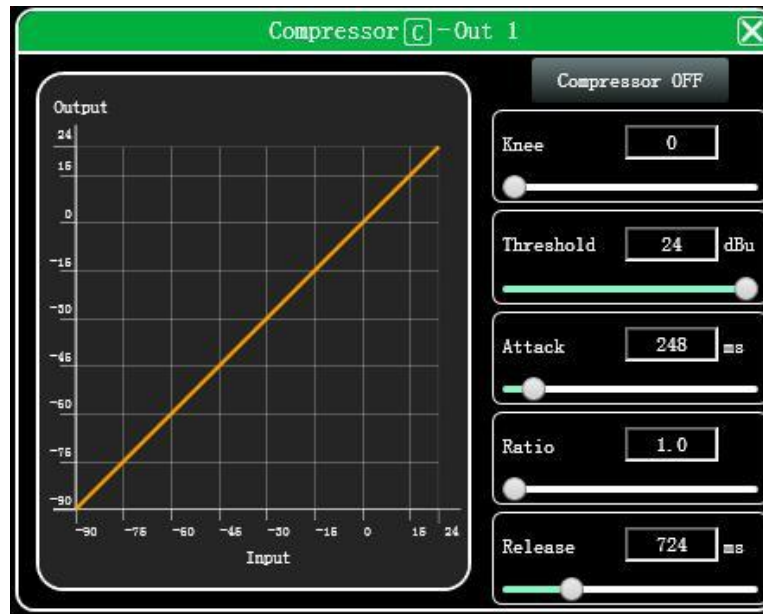 Compressor C -Out 1
Compressor OFF
Output
24
15
0
-15
-30
-45
-60
-75
-90
-90 -75 -60 -45 -30 -15 0 15 24
Input
Knee 0
Threshold 24 dBu
Attack 248 ms
Ratio 1.0
Release 724 ms